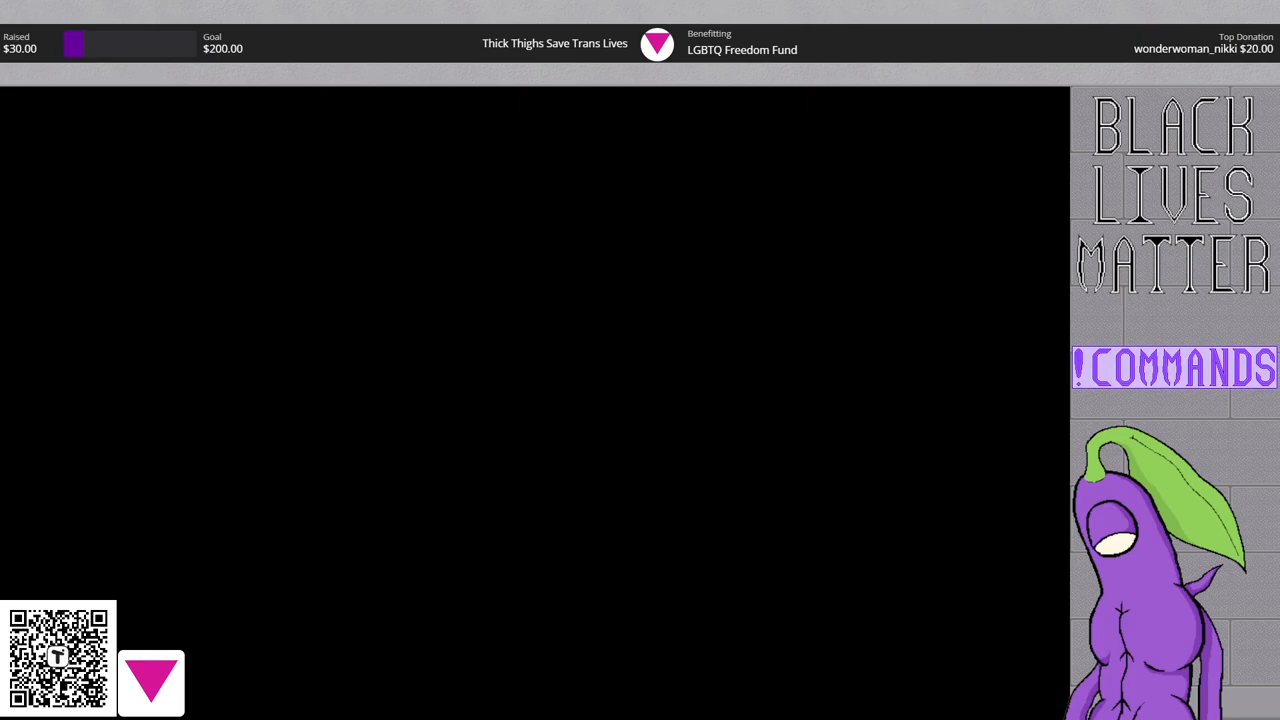 Raised
$30.00
Goal
$200.00
Thick Thighs Save Trans Lives
Benefitting
LGBTQ Freedom Fund
Top Donation
wonderwoman_nikki $20.00
BLACK
LIVES
MATTER
!COMMANDS
T